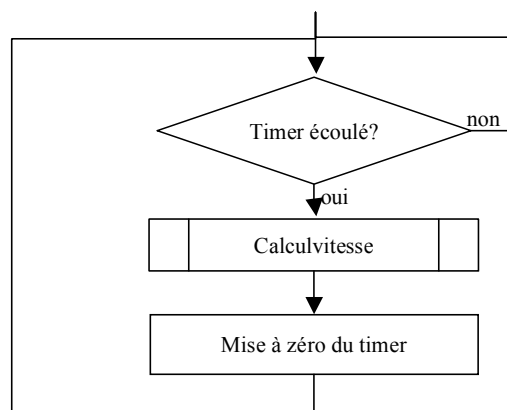 Timer écoulé?
non
oui
Calculvitesse
Mise à zéro du timer